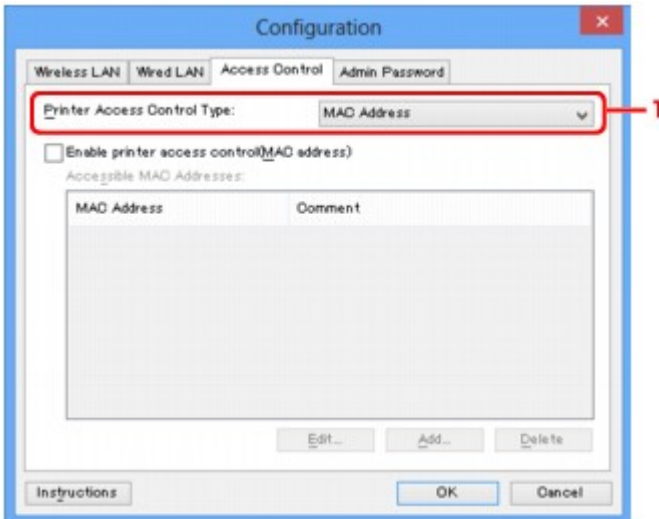 Configuration
Wireless LAN Wired LAN Access Control Admin Password
Printer Access Control Type: MAC Address
1
Enable printer access control(MAC address)
Accessible MAC Addresses:
MAC Address Comment
Edit... Add... Delete
Instructions OK Cancel